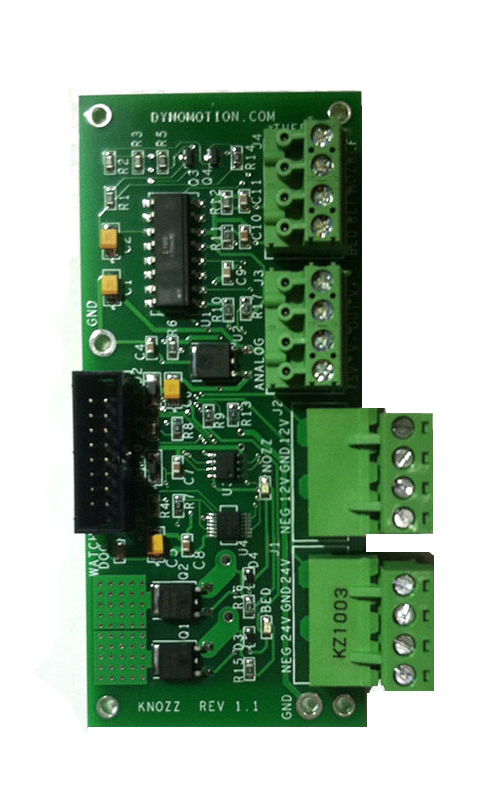 DYNOMOTION.COM
J4
R3
R5
R2
Q3
Q4
R14
R1
C11
R12
C10
R11
C2
C9
J3
C1
R10
R17
GND
U1
R6
U2
C4
ANALOG
J2
R9
R13
R8
C7
NOZZ
NEG 12V GND 12V
R7
R4
U4
J1
WATCH
DOG
C8
Q2
D4
R16
BED
NEG 24V GND 24V
KZ1003
Q1
D3
R15
GND
KNOZZ REV 1.1